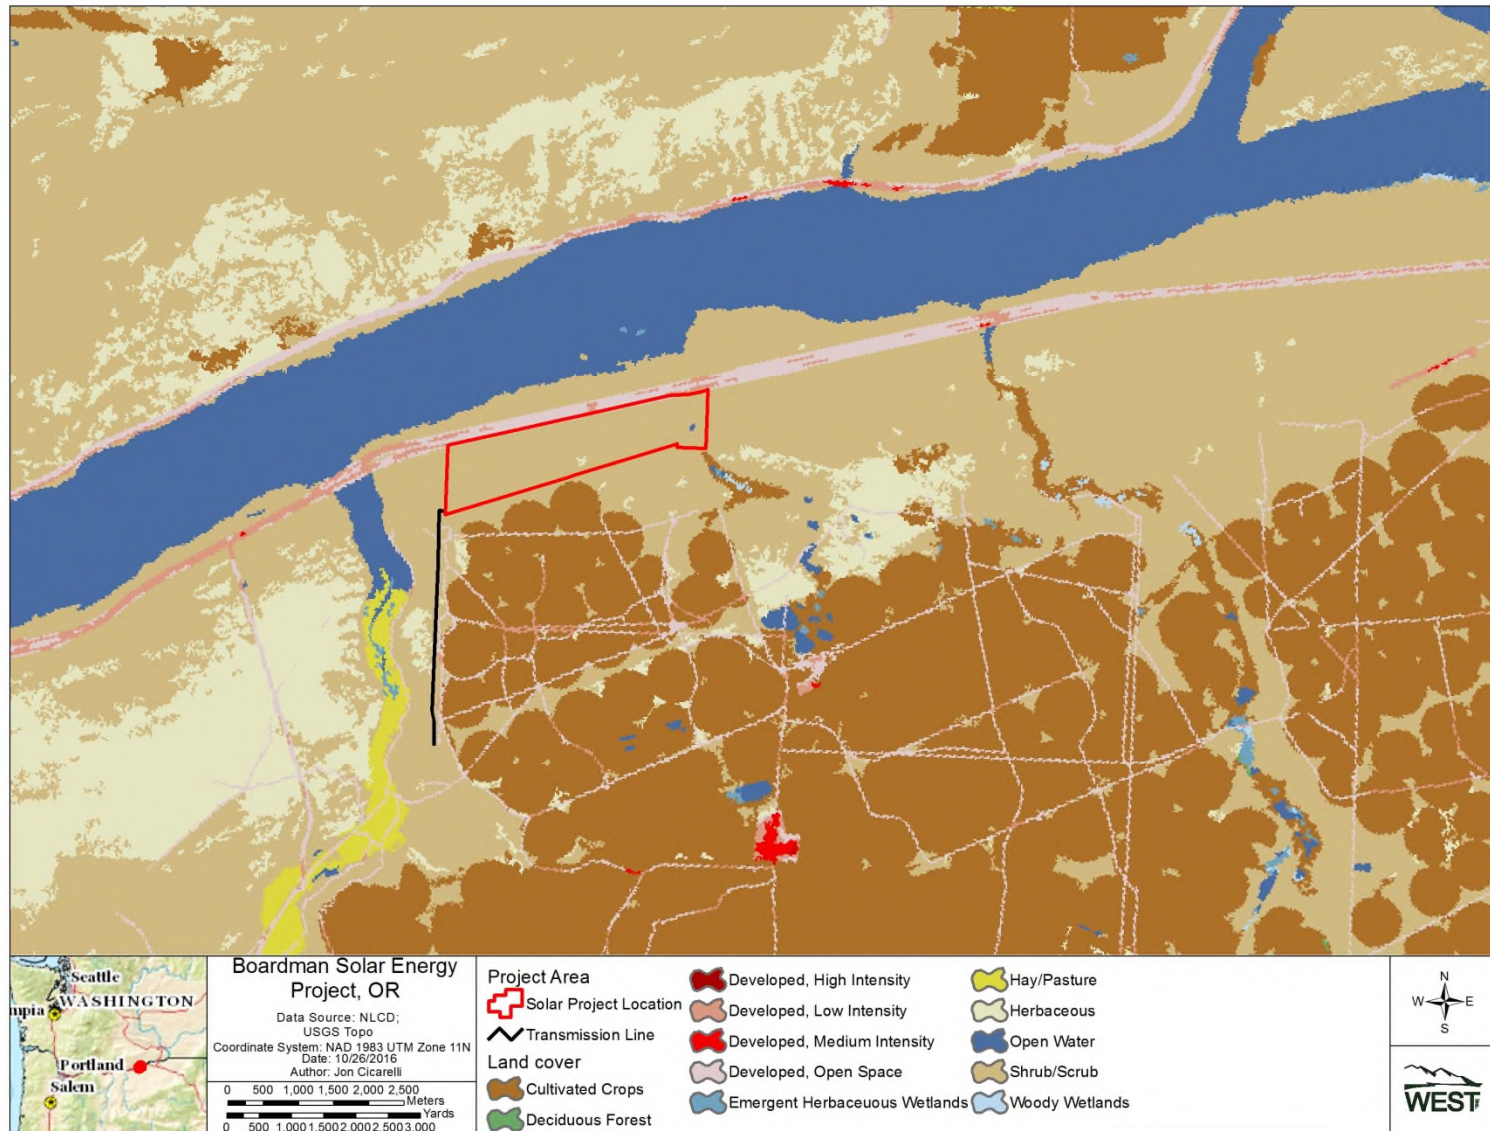 Seattle
WASHINGTON
mpia
Portland
Salem
Boardman Solar Energy
Project, OR
Data Source: NLCD;
USGS Topo
Coordinate System: NAD 1983 UTM Zone 11N
Date: 10/26/2016
Author: Jon Cicarelli
0 500 1,000 1,500 2,000 2,500
Meters
Yards
0 500 1,000 1,500 2,000 2,500 3,000
Project Area
Solar Project Location
Transmission Line
Land cover
Cultivated Crops
Deciduous Forest
Developed, High Intensity
Developed, Low Intensity
Developed, Medium Intensity
Developed, Open Space
Emergent Herbaceuous Wetlands
Hay/Pasture
Herbaceous
Open Water
Shrub/Scrub
Woody Wetlands
N
W E
S
WEST